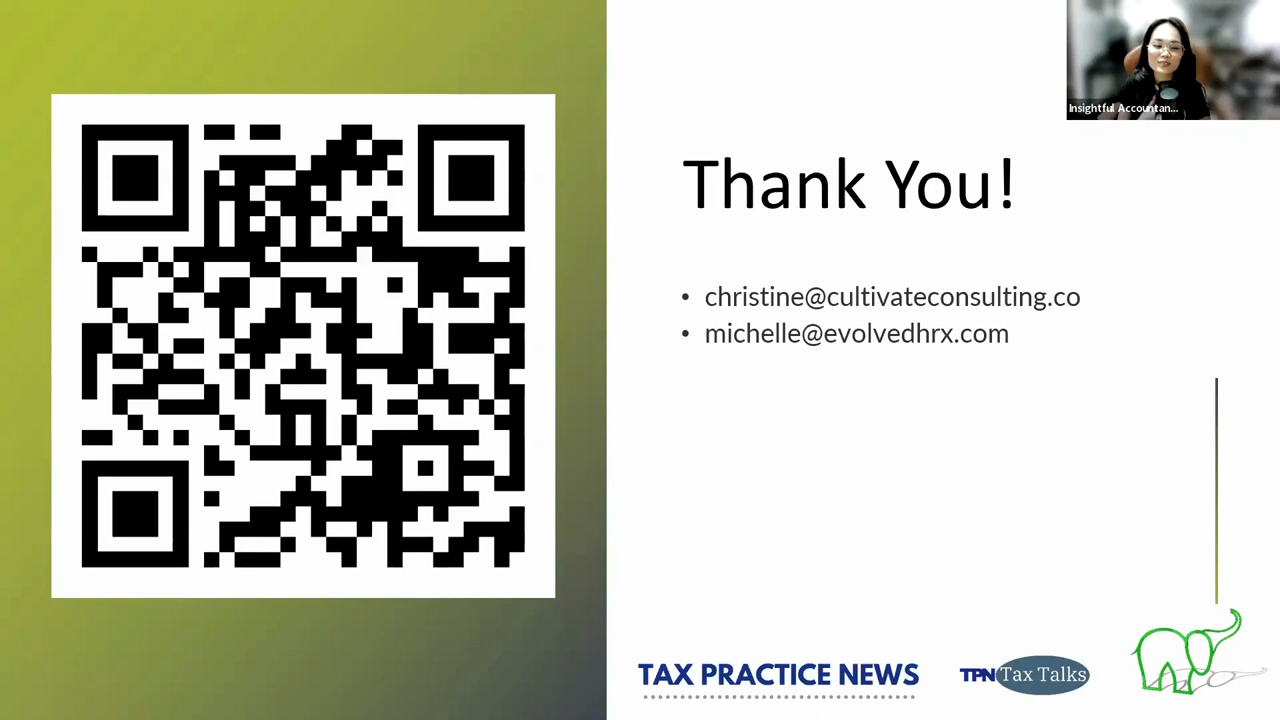 Insightful Accountan...
Thank You!
• christine@cultivateconsulting.co
• michelle@evolvedhrx.com
TAX PRACTICE NEWS
TPN Tax Talks